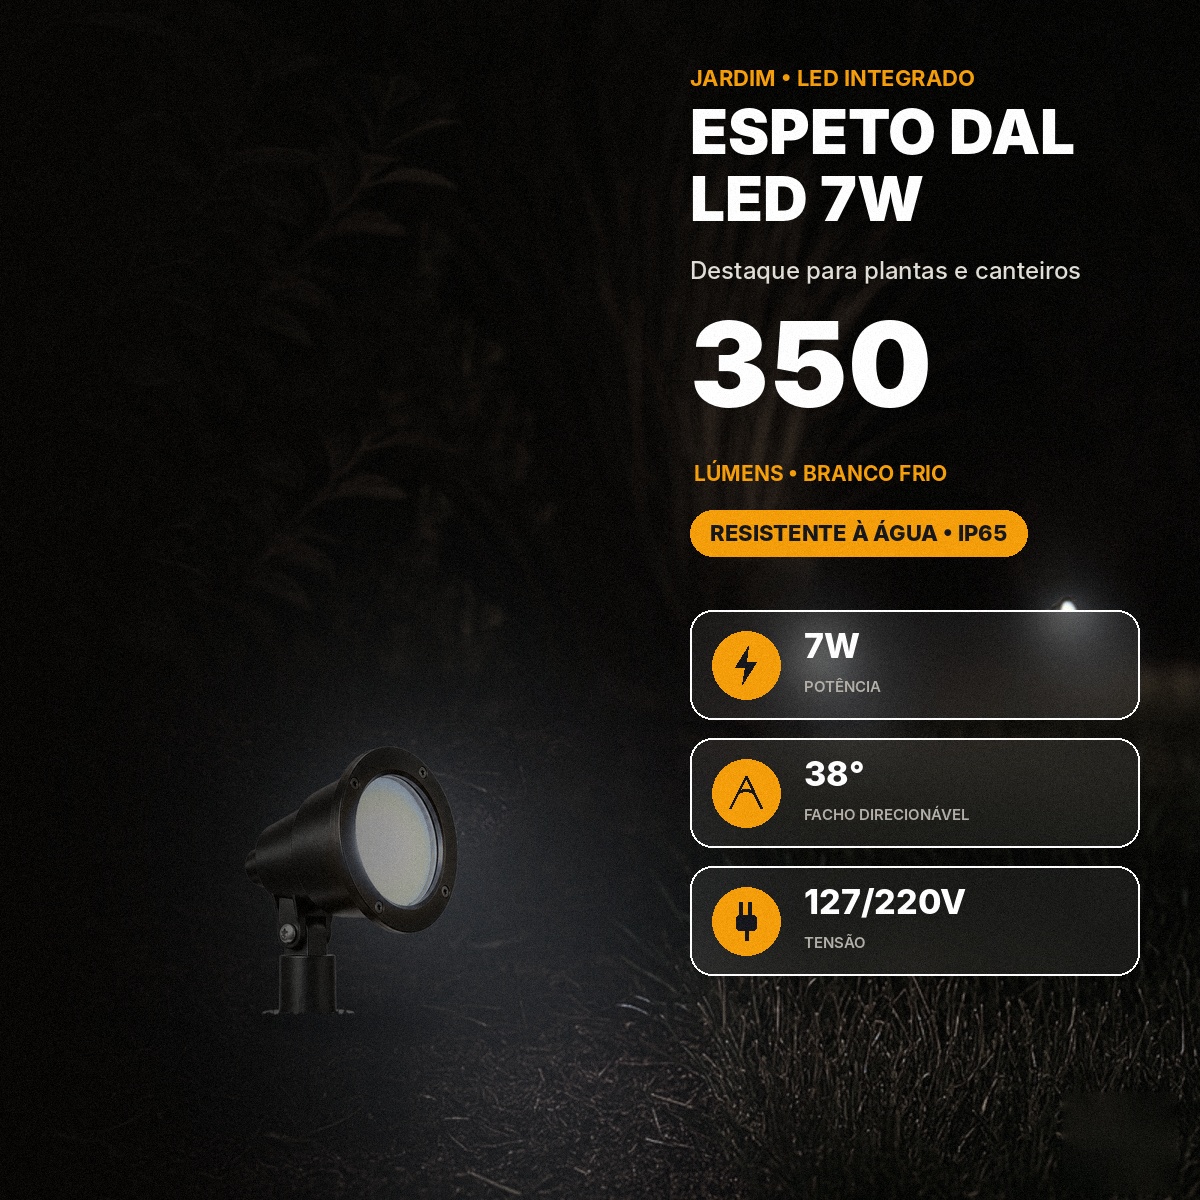 JARDIM • LED INTEGRADO
ESPETO DAL
LED 7W
Destaque para plantas e canteiros
350
LÚMENS • BRANCO FRIO
RESISTENTE À ÁGUA • IP65
7W
POTÊNCIA
38°
FACHO DIRECIONÁVEL
127/220V
TENSÃO